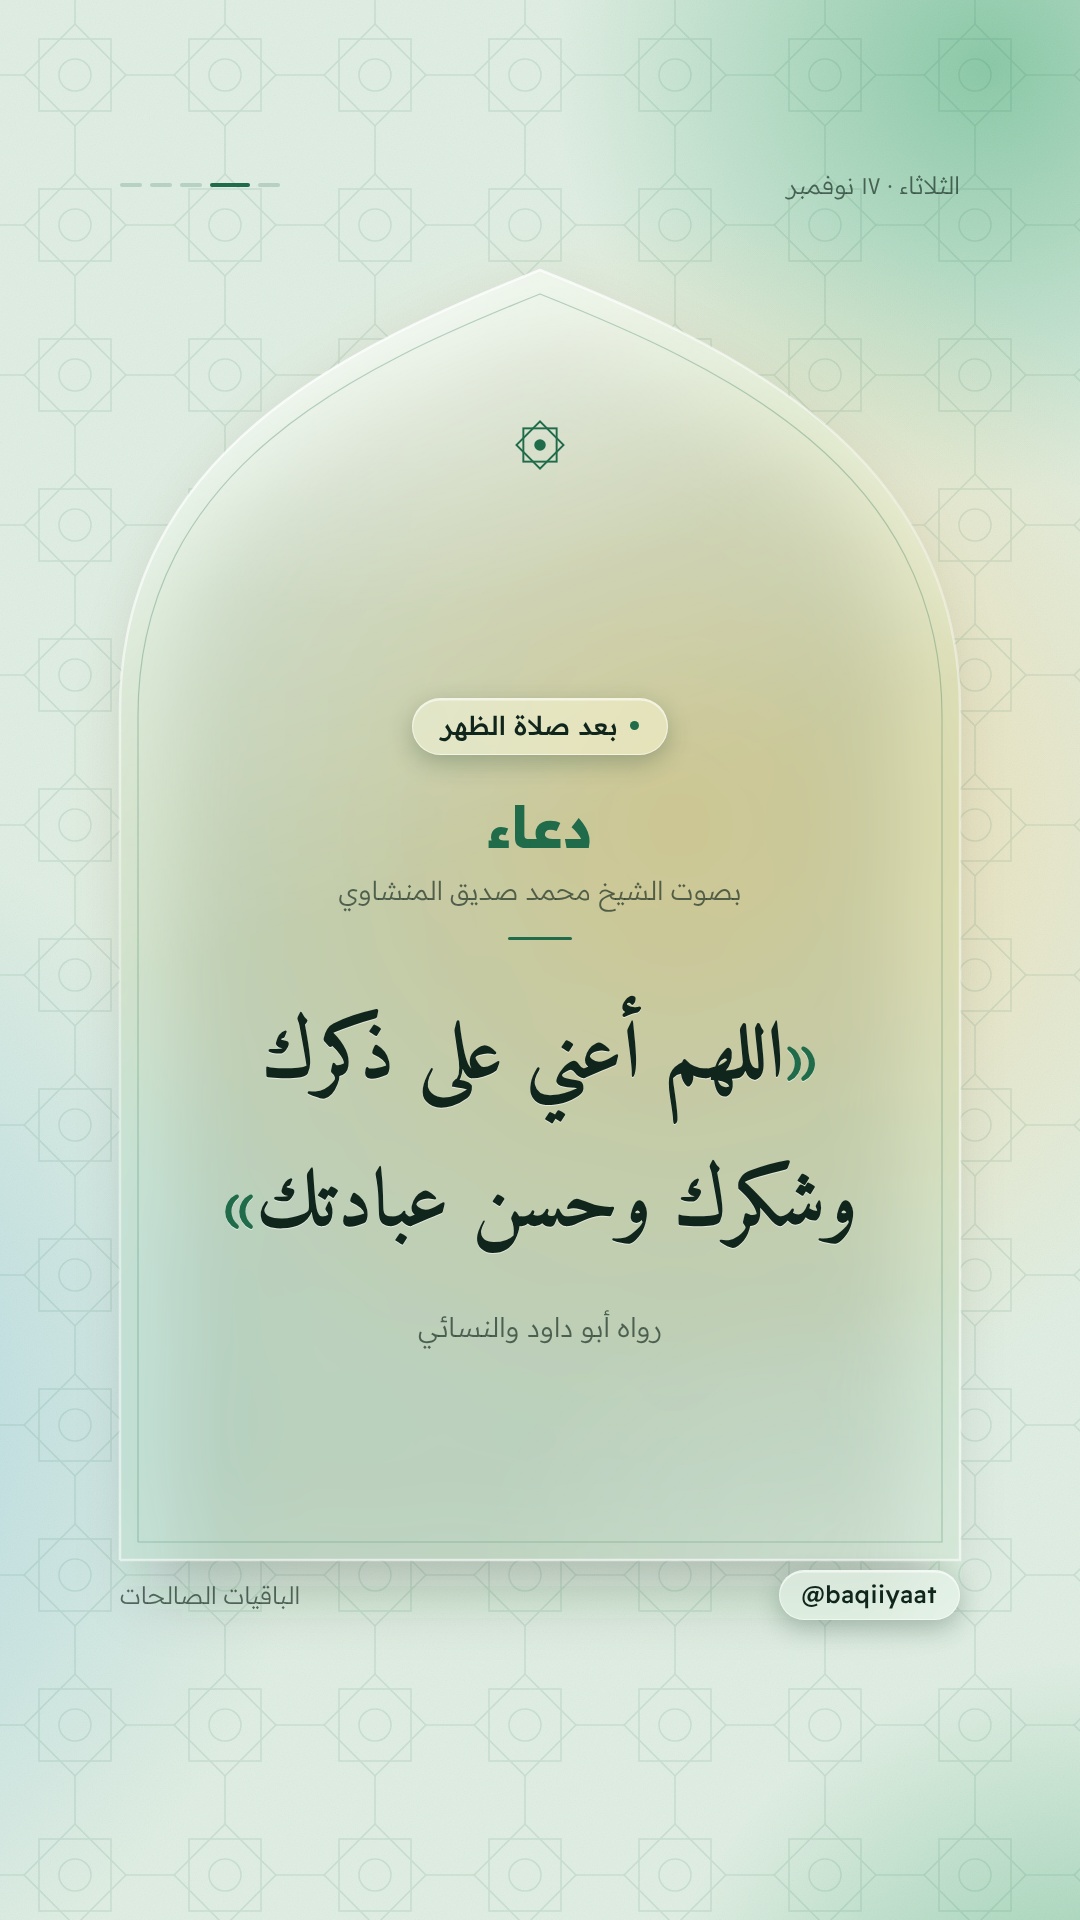 الثلاثاء · ١٧ نوفمبر
بعد صلاة الظهر
دعاء
بصوت الشيخ محمد صديق المنشاوي
«اللهم أعني على ذكرك
وشكرك وحسن عبادتك»
رواه أبو داود والنسائي
@baqiiyaat
الباقيات الصالحات